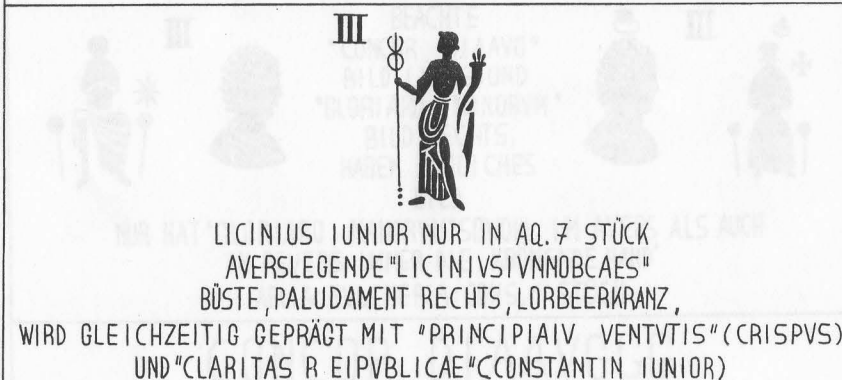 III
LICINIUS IUNIOR NUR IN AQ. 7 STÜCK
AVERSLEGENDE "LICINIVSIVNNOBCAES"
BÜSTE, PALUDAMENT RECHTS, LORBEERKRANZ,
WIRD GLEICHZEITIG GEPRÄGT MIT "PRINCIPIAIV VENTVTIS" (CRISPVS)
UND "CLARITAS R EIPVBLICAE" (CONSTANTIN IUNIOR)